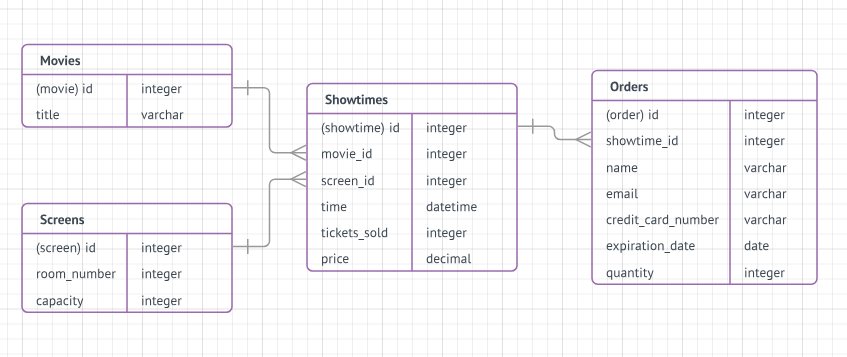 Movies
(movie) id integer
title varchar
Screens
(screen) id integer
room_number integer
capacity integer
Showtimes
(showtime) id integer
movie_id integer
screen_id integer
time datetime
tickets_sold integer
price decimal
Orders
(order) id integer
showtime_id integer
name varchar
email varchar
credit_card_number varchar
expiration_date date
quantity integer